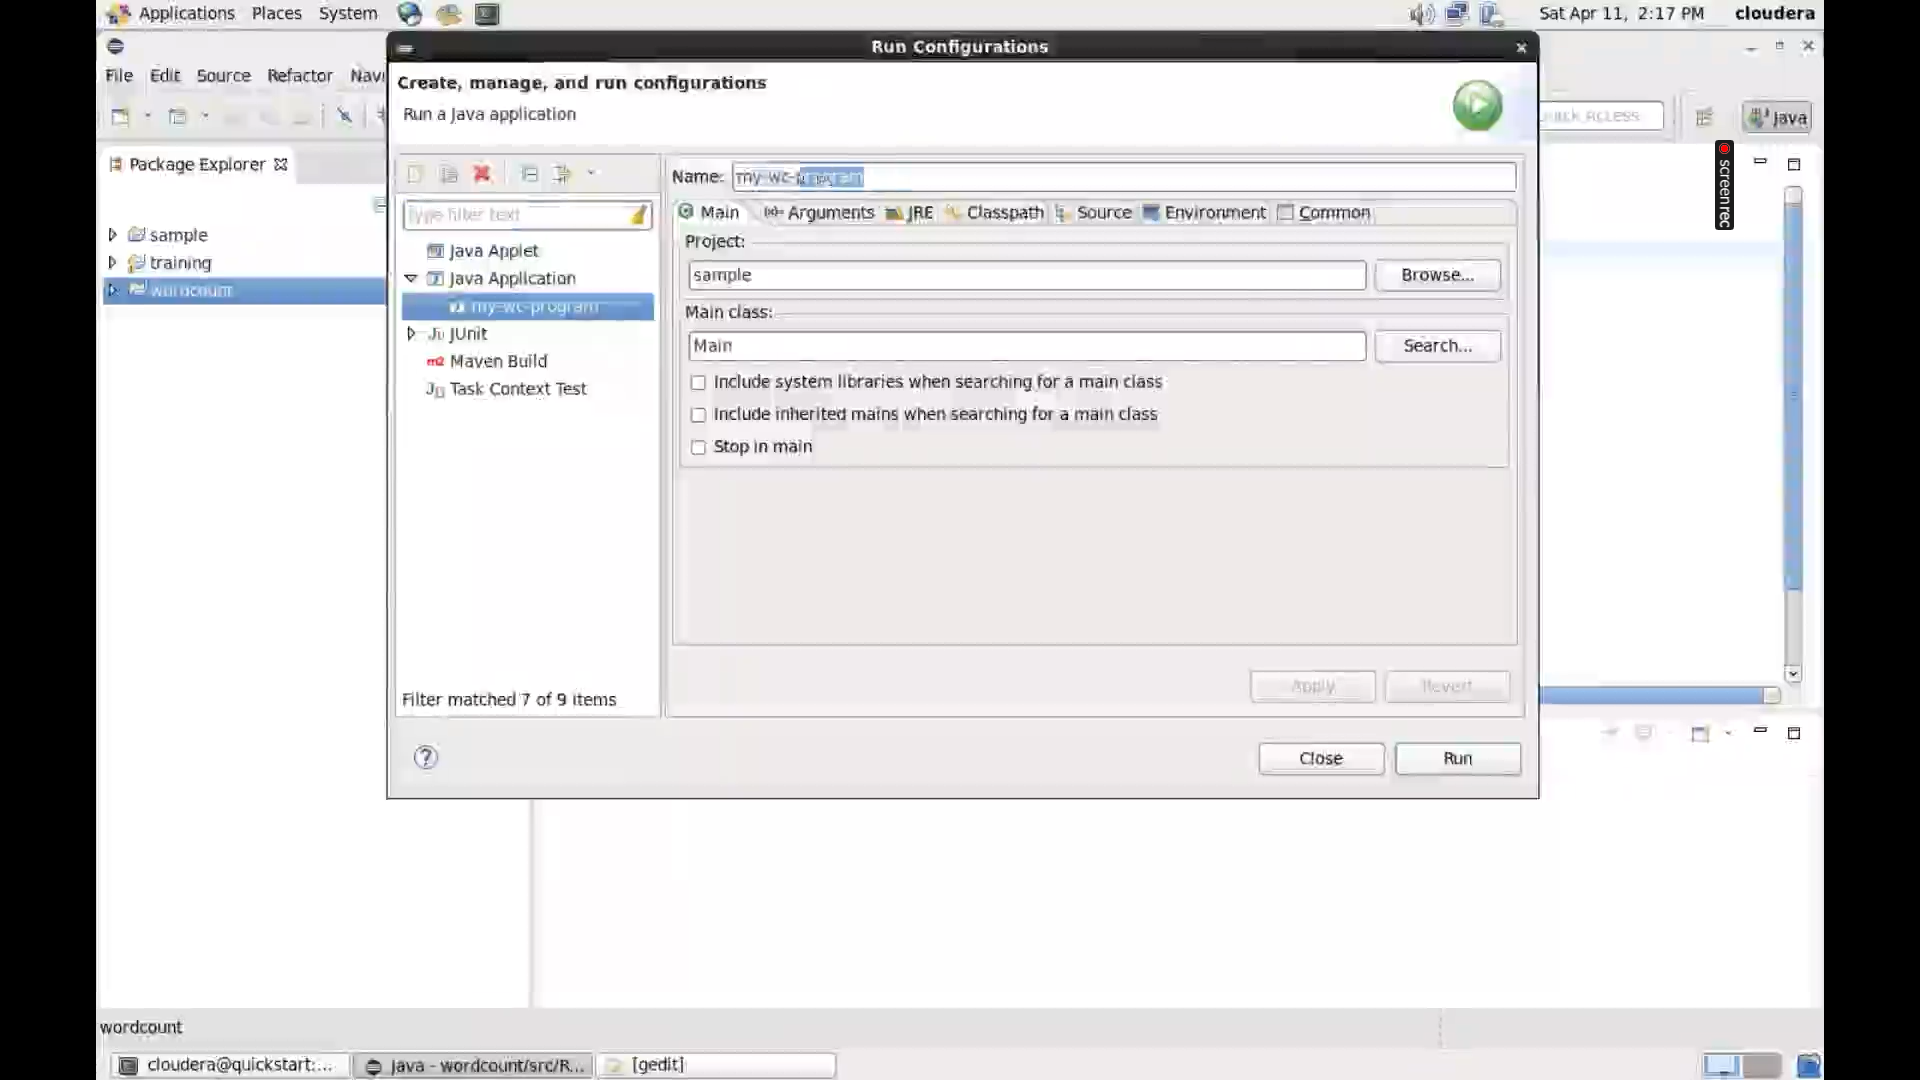 Applications Places System Sat Apr 11, 2:17 PM cloudera
Run Configurations
File Edit Source Refactor Navi
Create, manage, and run configurations
Run a Java application
Quick Access
Java
screenrec
Package Explorer
Name: my-wc-program
type filter text
Main Arguments JRE Classpath Source Environment Common
sample
training
wordcount
Java Applet
Java Application
my-wc-program
JUnit
Maven Build
Task Context Test
Project:
sample Browse...
Main class:
Main Search...
Include system libraries when searching for a main class
Include inherited mains when searching for a main class
Stop in main
Filter matched 7 of 9 items
Apply Revert
Close Run
wordcount
cloudera@quickstart:... Java - wordcount/src/R... [gedit]